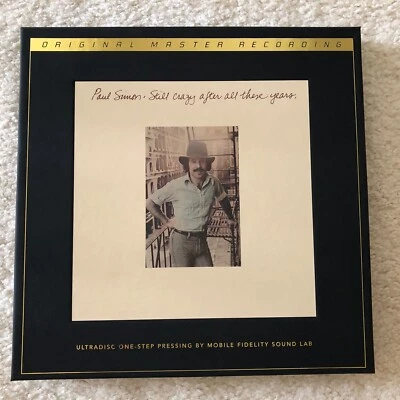 ORIGINAL MASTER RECORDING
Paul Simon · Still crazy after all these years.
ULTRADISC ONE-STEP PRESSING BY MOBILE FIDELITY SOUND LAB